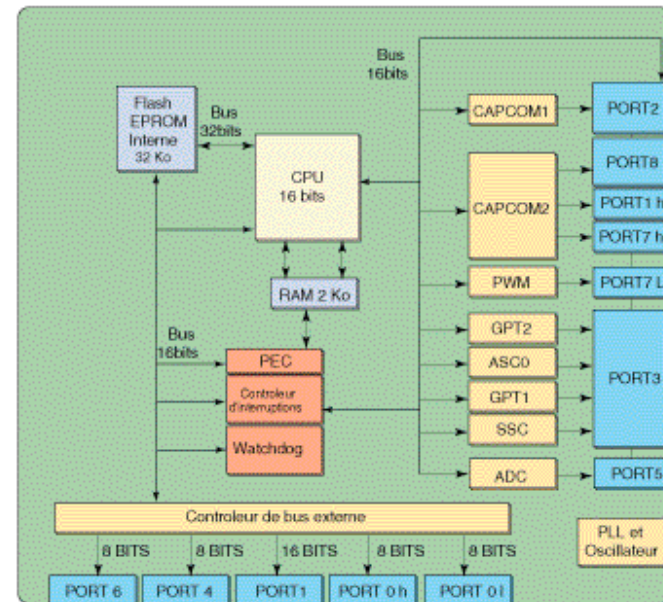 Bus
16bits
Flash
EPROM
Interne
32 Ko
Bus
32bits
CPU
16 bits
CAPCOM1
PORT2
PORT8
CAPCOM2
PORT1 h
PORT7 h
RAM 2 Ko
PWM
PORT7 L
Bus
16bits
PEC
Controleur
d'interruptions
Watchdog
GPT2
ASC0
GPT1
SSC
PORT3
ADC
PORT5
Controleur de bus externe
PLL et
Oscillateur
8 BITS
8 BITS
16 BITS
8 BITS
8 BITS
PORT 6
PORT 4
PORT1
PORT 0 h
PORT 0 l